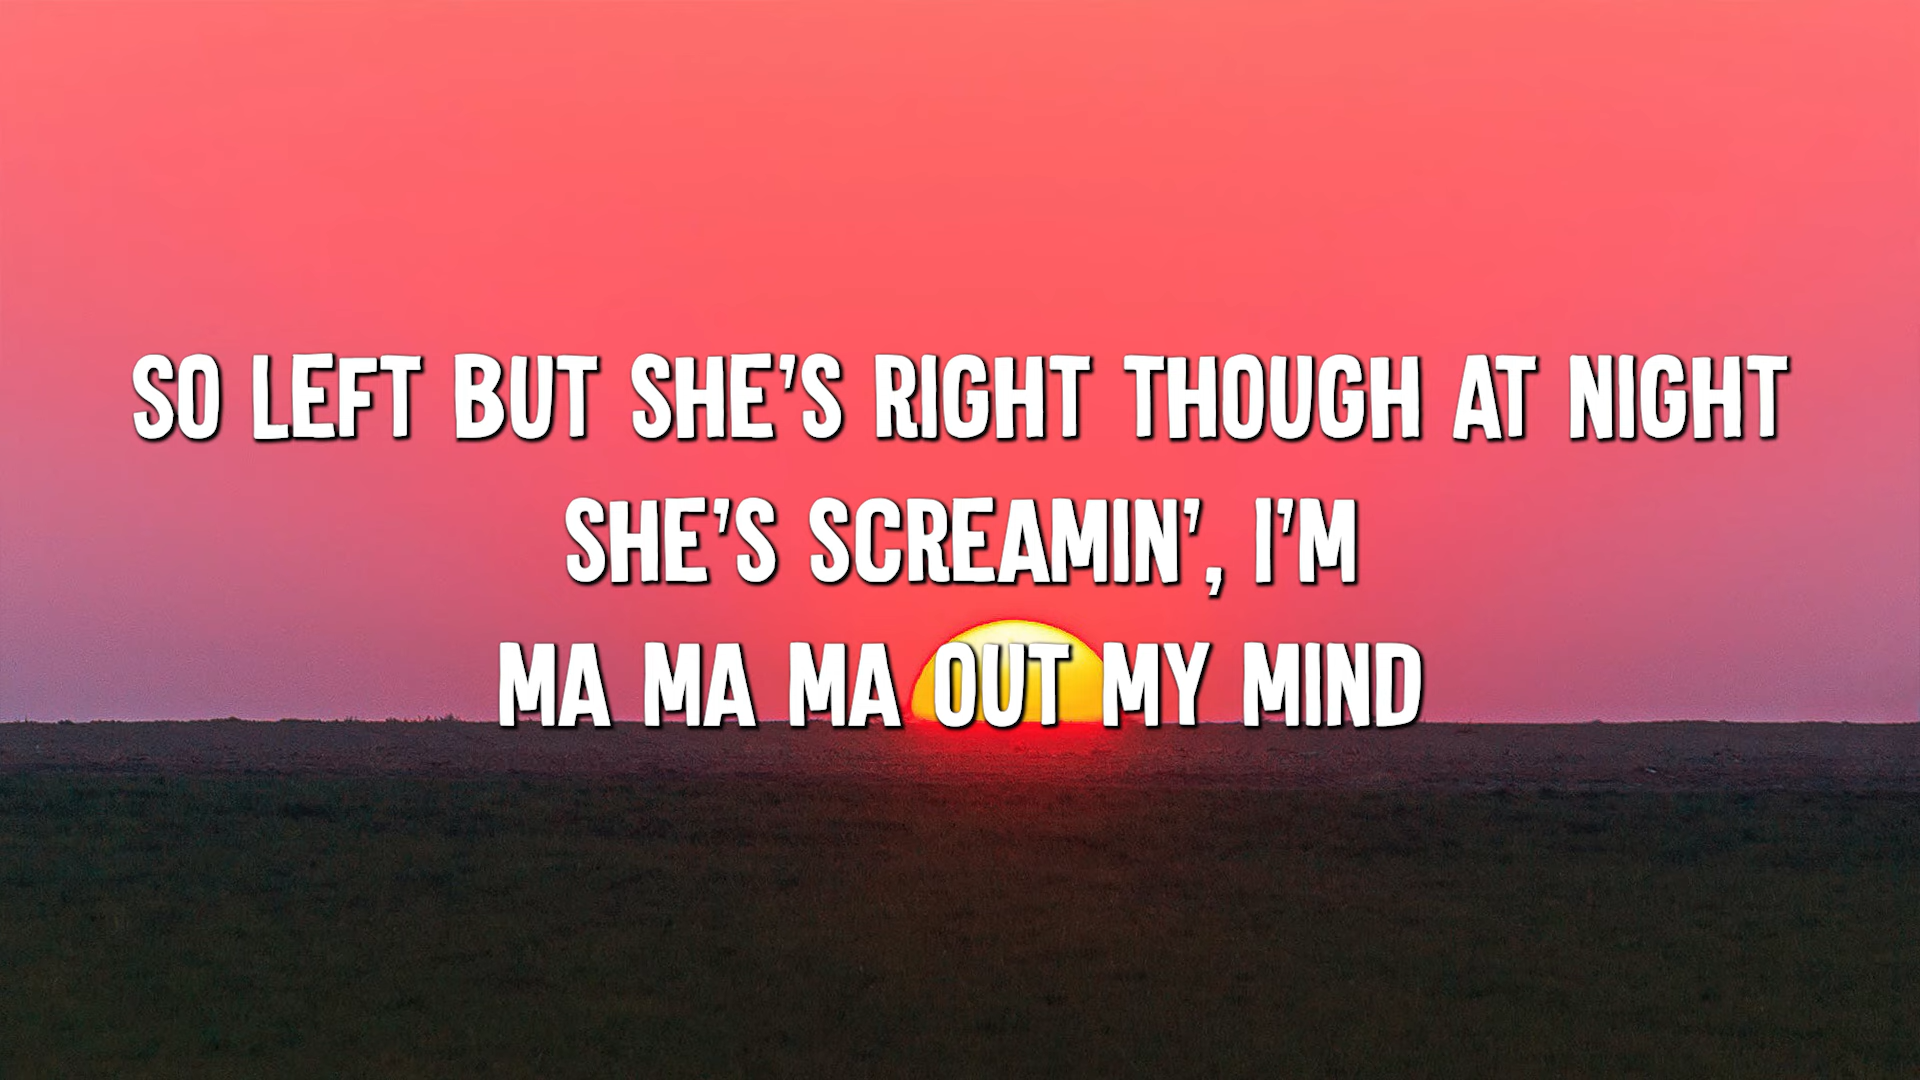 SO LEFT BUT SHE'S RIGHT THOUGH AT NIGHT
SHE'S SCREAMIN', I'M
MA MA MA OUT MY MIND